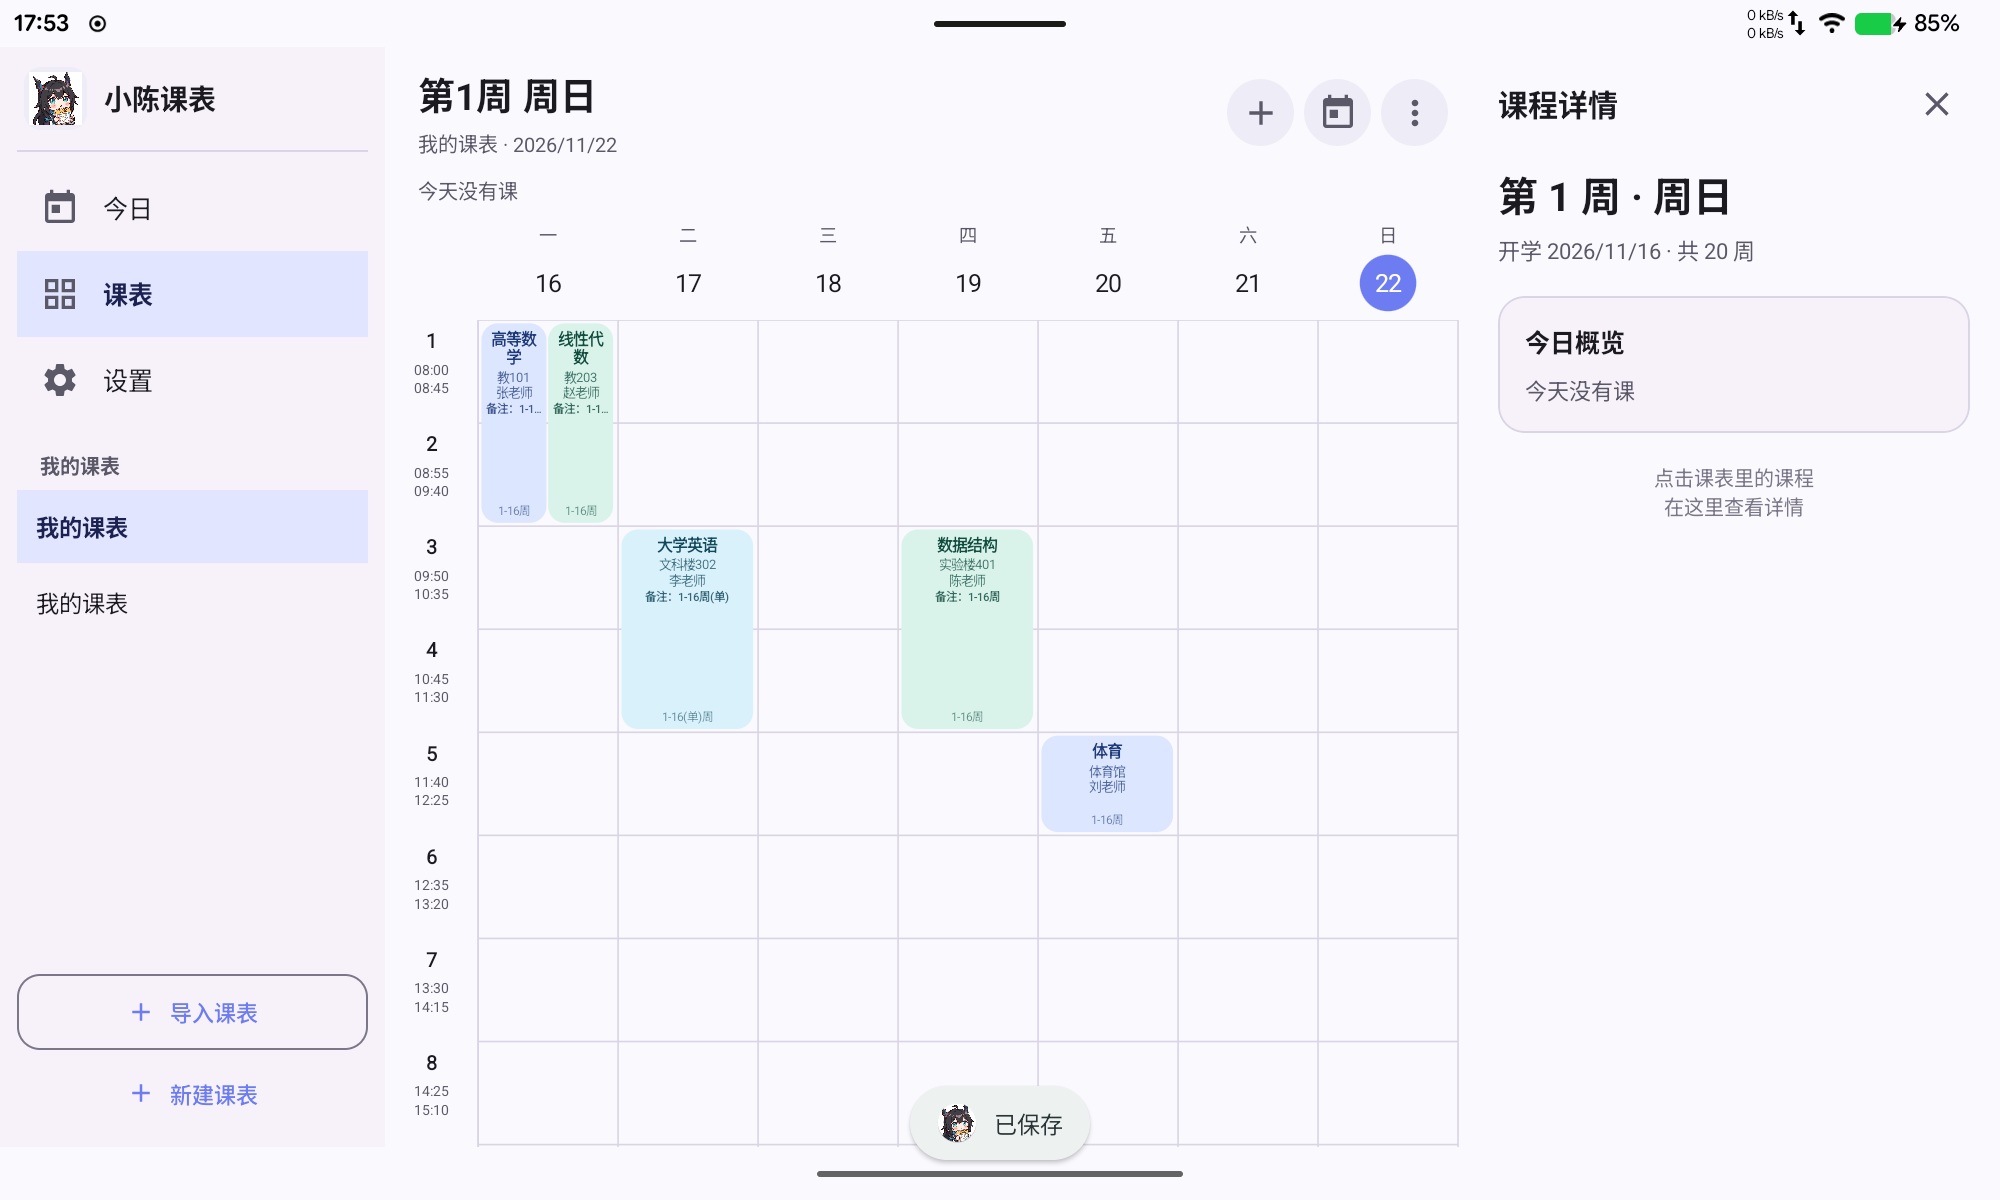 17:53
0 kB/s
0 kB/s
85%
小陈课表
今日
课表
设置
我的课表
我的课表
我的课表
+ 导入课表
+ 新建课表
第1周 周日
我的课表 · 2026/11/22
今天没有课
一 二 三 四 五 六 日
16 17 18 19 20 21 22
1
08:00
08:45
2
08:55
09:40
3
09:50
10:35
4
10:45
11:30
5
11:40
12:25
6
12:35
13:20
7
13:30
14:15
8
14:25
15:10
高等数
学
教101
张老师
备注：1-1...
1-16周
线性代
数
教203
赵老师
备注：1-1...
1-16周
大学英语
文科楼302
李老师
备注：1-16周(单)
1-16(单)周
数据结构
实验楼401
陈老师
备注：1-16周
1-16周
体育
体育馆
刘老师
1-16周
已保存
课程详情
第 1 周 · 周日
开学 2026/11/16 · 共 20 周
今日概览
今天没有课
点击课表里的课程
在这里查看详情